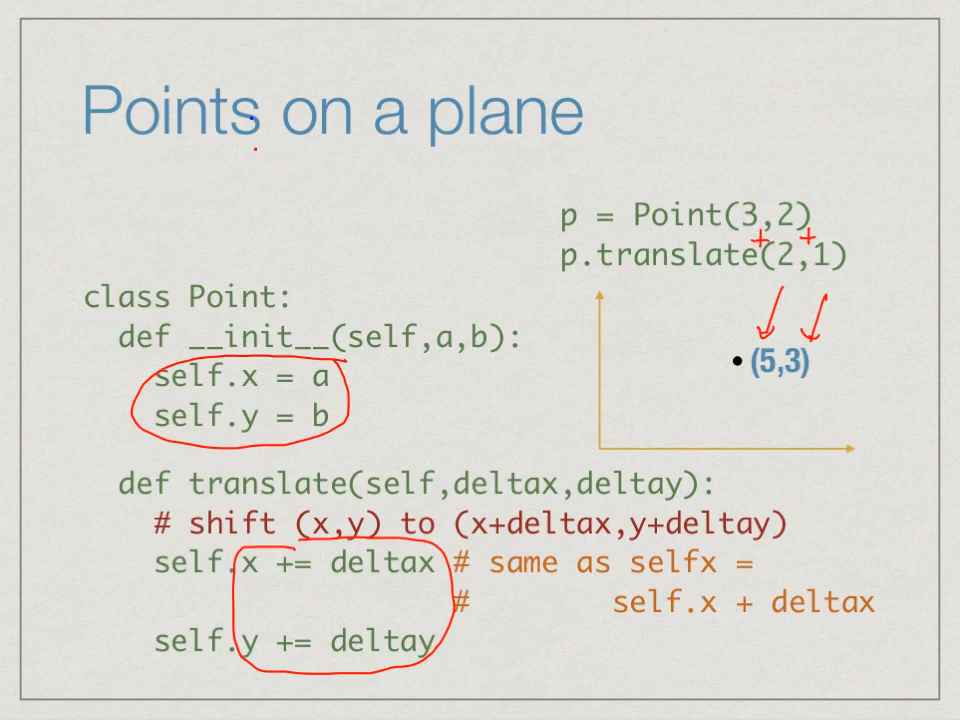 Points on a plane
p = Point(3,2)
p.translate(2,1)
+ +
(5,3)
class Point:
def __init__(self,a,b):
self.x = a
self.y = b
def translate(self,deltax,deltay):
# shift (x,y) to (x+deltax,y+deltay)
self.x += deltax # same as selfx =
# self.x + deltax
self.y += deltay